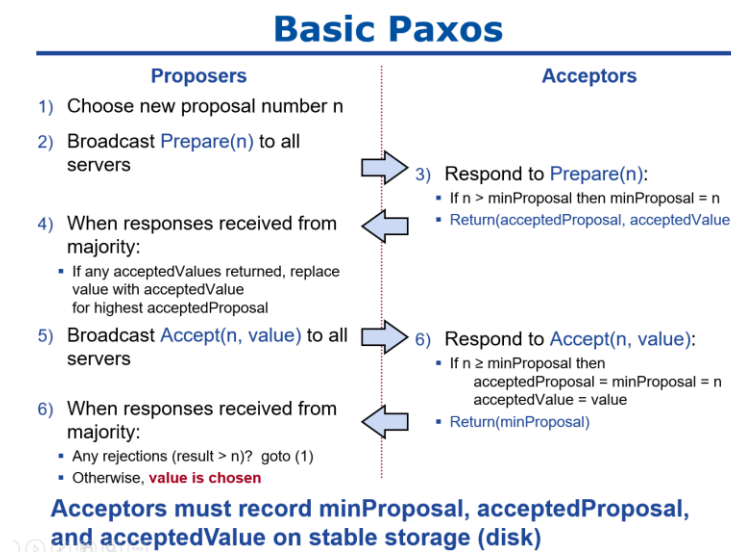 Basic Paxos
Proposers
Acceptors
1) Choose new proposal number n
2) Broadcast Prepare(n) to all
servers
3) Respond to Prepare(n):
▪ If n > minProposal then minProposal = n
▪ Return(acceptedProposal, acceptedValue
4) When responses received from
majority:
▪ If any acceptedValues returned, replace
value with acceptedValue
for highest acceptedProposal
5) Broadcast Accept(n, value) to all
servers
6) Respond to Accept(n, value):
▪ If n ≥ minProposal then
acceptedProposal = minProposal = n
acceptedValue = value
▪ Return(minProposal)
6) When responses received from
majority:
▪ Any rejections (result > n)? goto (1)
▪ Otherwise, value is chosen
Acceptors must record minProposal, acceptedProposal,
and acceptedValue on stable storage (disk)